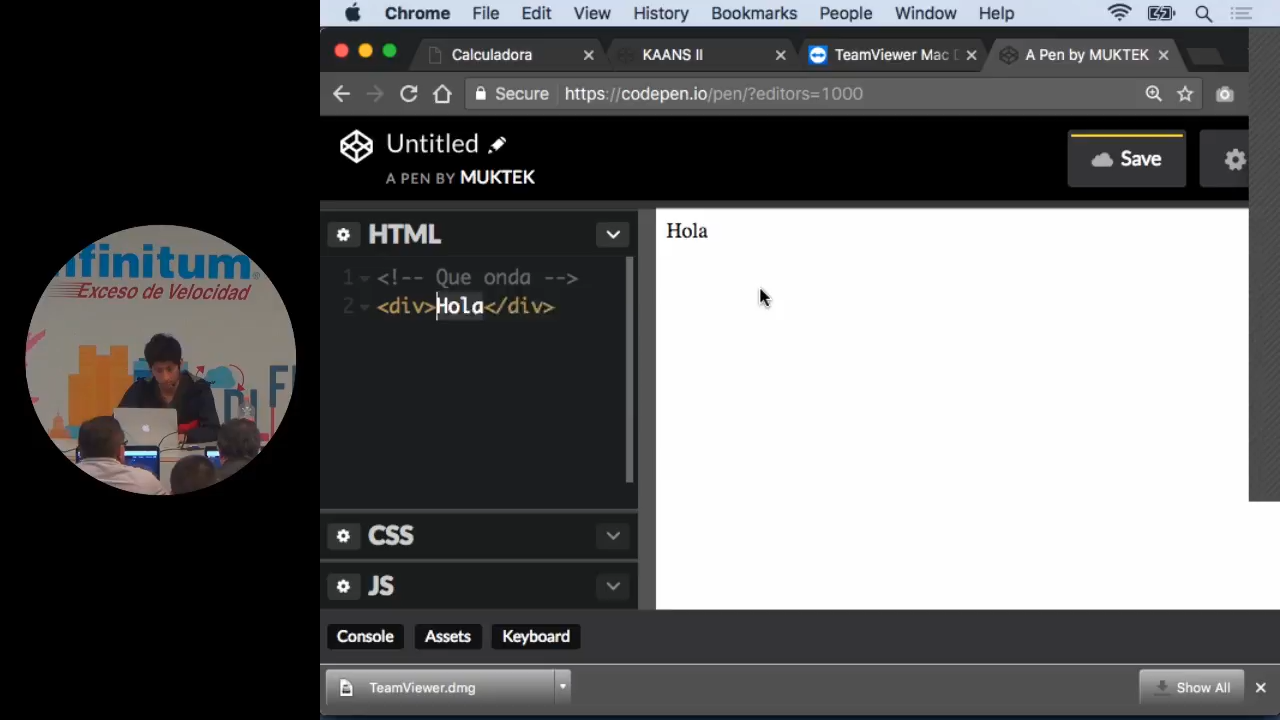 Chrome File Edit View History Bookmarks People Window Help
Calculadora
KAANS II
TeamViewer Mac D
A Pen by MUKTEK
Secure https://codepen.io/pen/?editors=1000
Untitled
A PEN BY MUKTEK
Save
HTML
1 <!-- Que onda -->
2 <div>Hola</div>
Hola
CSS
JS
Console Assets Keyboard
TeamViewer.dmg
Show All
nfinitum
Exceso de Velocidad